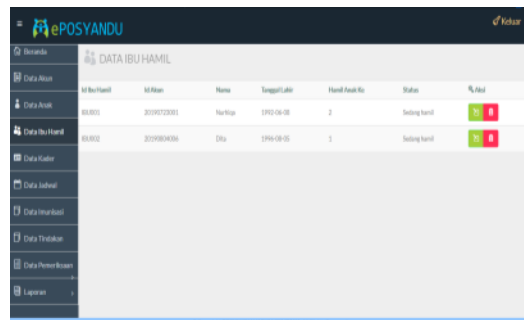 ePOSYANDU
Keluar
Beranda
DATA IBU HAMIL
Data Akun
Id Ibu Hamil Id Akun Nama Tanggal Lahir Hamil Anak Ke Status Aksi
Data Anak
IBU001 20190723001 1992-06-08 2 Sedang hamil
Data Ibu Hamil
IBU002 20190804006 Dita 1996-08-05 1 Sedang hamil
Data Kader
Data Jadwal
Data Imunisasi
Data Tindakan
Data Pemeriksaan
Laporan